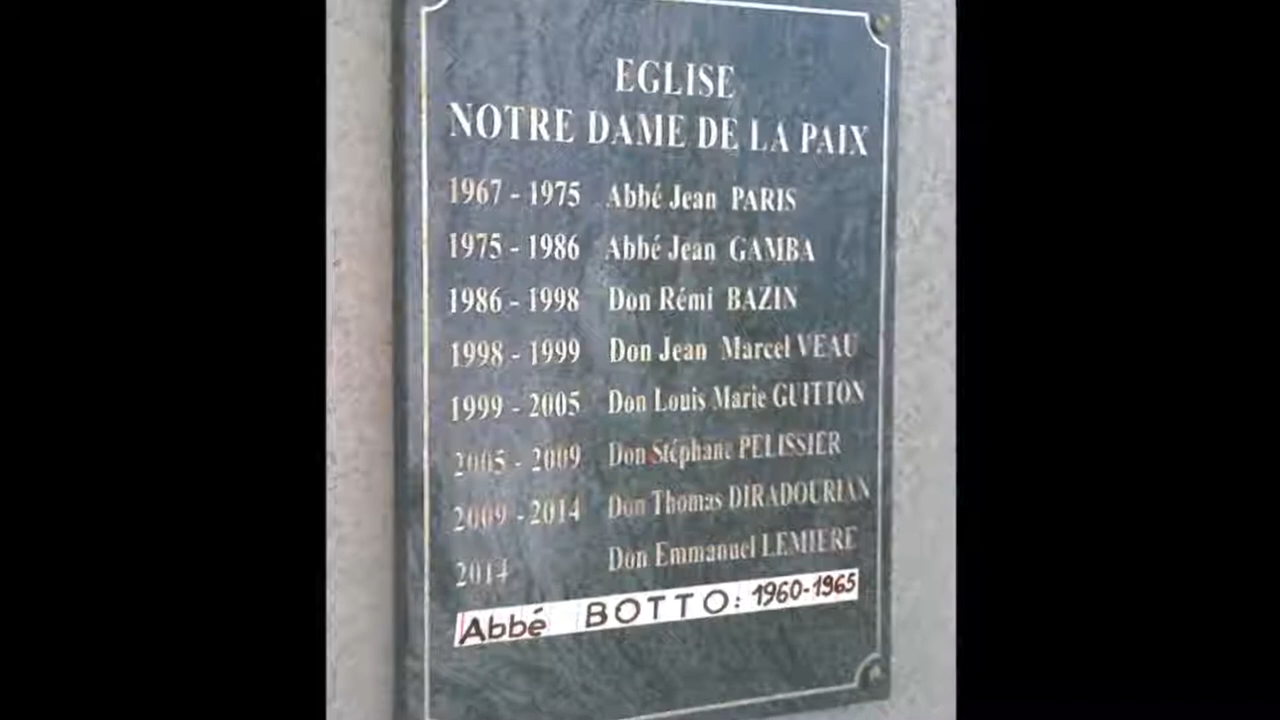 EGLISE
NOTRE DAME DE LA PAIX
1967 - 1975 Abbé Jean PARIS
1975 - 1986 Abbé Jean GAMBA
1986 - 1998 Don Rémi BAZIN
1998 - 1999 Don Jean Marcel VEAU
1999 - 2005 Don Louis Marie GUITTON
2005 - 2009 Don Stéphane PELISSIER
2009 - 2014 Don Thomas DIRADOURIAN
2014 Don Emmanuel LEMIERE
Abbé BOTTO: 1960-1965